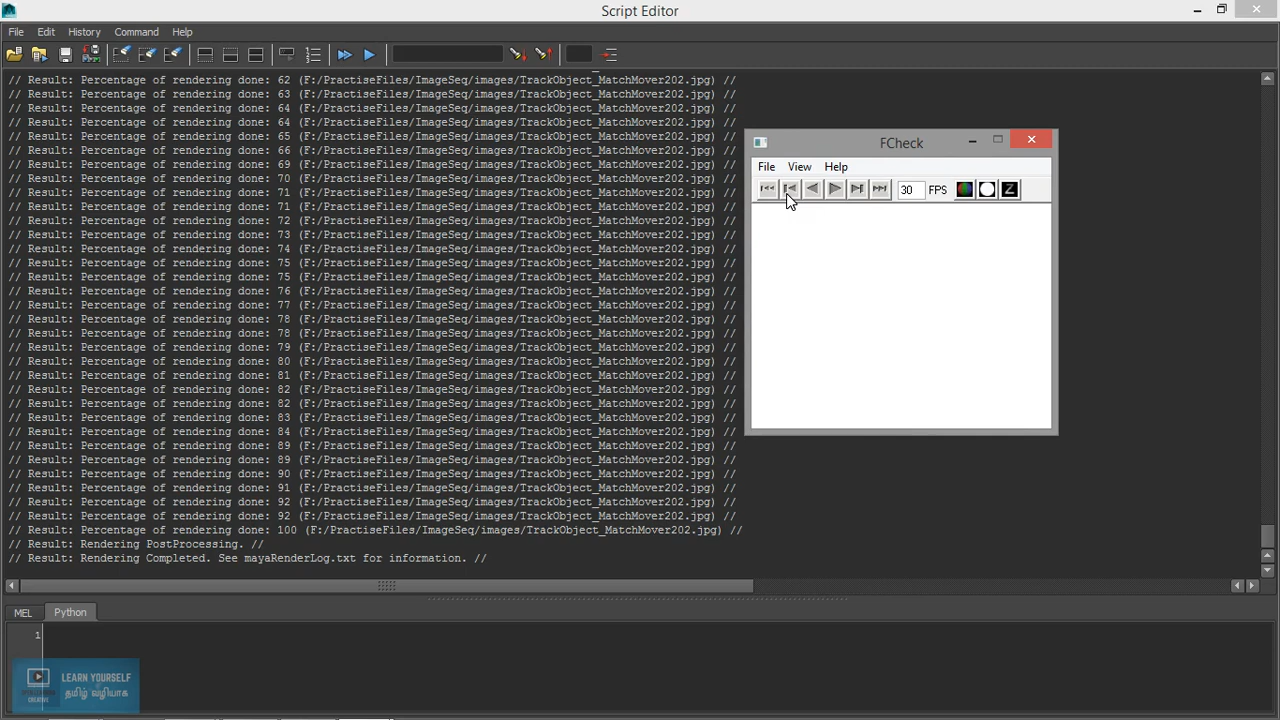 Script Editor
File Edit History Command Help
// Result: Percentage of rendering done: 62 (F:/PractiseFiles/ImageSeq/images/TrackObject_MatchMover202.jpg) //
// Result: Percentage of rendering done: 63 (F:/PractiseFiles/ImageSeq/images/TrackObject_MatchMover202.jpg) //
// Result: Percentage of rendering done: 64 (F:/PractiseFiles/ImageSeq/images/TrackObject_MatchMover202.jpg) //
// Result: Percentage of rendering done: 64 (F:/PractiseFiles/ImageSeq/images/TrackObject_MatchMover202.jpg) //
// Result: Percentage of rendering done: 65 (F:/PractiseFiles/ImageSeq/images/TrackObject_MatchMover202.jpg) //
// Result: Percentage of rendering done: 66 (F:/PractiseFiles/ImageSeq/images/TrackObject_MatchMover202.jpg) //
// Result: Percentage of rendering done: 69 (F:/PractiseFiles/ImageSeq/images/TrackObject_MatchMover202.jpg) //
// Result: Percentage of rendering done: 70 (F:/PractiseFiles/ImageSeq/images/TrackObject_MatchMover202.jpg) //
// Result: Percentage of rendering done: 71 (F:/PractiseFiles/ImageSeq/images/TrackObject_MatchMover202.jpg) //
// Result: Percentage of rendering done: 71 (F:/PractiseFiles/ImageSeq/images/TrackObject_MatchMover202.jpg) //
// Result: Percentage of rendering done: 72 (F:/PractiseFiles/ImageSeq/images/TrackObject_MatchMover202.jpg) //
// Result: Percentage of rendering done: 73 (F:/PractiseFiles/ImageSeq/images/TrackObject_MatchMover202.jpg) //
// Result: Percentage of rendering done: 74 (F:/PractiseFiles/ImageSeq/images/TrackObject_MatchMover202.jpg) //
// Result: Percentage of rendering done: 75 (F:/PractiseFiles/ImageSeq/images/TrackObject_MatchMover202.jpg) //
// Result: Percentage of rendering done: 75 (F:/PractiseFiles/ImageSeq/images/TrackObject_MatchMover202.jpg) //
// Result: Percentage of rendering done: 76 (F:/PractiseFiles/ImageSeq/images/TrackObject_MatchMover202.jpg) //
// Result: Percentage of rendering done: 77 (F:/PractiseFiles/ImageSeq/images/TrackObject_MatchMover202.jpg) //
// Result: Percentage of rendering done: 78 (F:/PractiseFiles/ImageSeq/images/TrackObject_MatchMover202.jpg) //
// Result: Percentage of rendering done: 78 (F:/PractiseFiles/ImageSeq/images/TrackObject_MatchMover202.jpg) //
// Result: Percentage of rendering done: 79 (F:/PractiseFiles/ImageSeq/images/TrackObject_MatchMover202.jpg) //
// Result: Percentage of rendering done: 80 (F:/PractiseFiles/ImageSeq/images/TrackObject_MatchMover202.jpg) //
// Result: Percentage of rendering done: 81 (F:/PractiseFiles/ImageSeq/images/TrackObject_MatchMover202.jpg) //
// Result: Percentage of rendering done: 82 (F:/PractiseFiles/ImageSeq/images/TrackObject_MatchMover202.jpg) //
// Result: Percentage of rendering done: 82 (F:/PractiseFiles/ImageSeq/images/TrackObject_MatchMover202.jpg) //
// Result: Percentage of rendering done: 83 (F:/PractiseFiles/ImageSeq/images/TrackObject_MatchMover202.jpg) //
// Result: Percentage of rendering done: 84 (F:/PractiseFiles/ImageSeq/images/TrackObject_MatchMover202.jpg) //
// Result: Percentage of rendering done: 89 (F:/PractiseFiles/ImageSeq/images/TrackObject_MatchMover202.jpg) //
// Result: Percentage of rendering done: 89 (F:/PractiseFiles/ImageSeq/images/TrackObject_MatchMover202.jpg) //
// Result: Percentage of rendering done: 90 (F:/PractiseFiles/ImageSeq/images/TrackObject_MatchMover202.jpg) //
// Result: Percentage of rendering done: 91 (F:/PractiseFiles/ImageSeq/images/TrackObject_MatchMover202.jpg) //
// Result: Percentage of rendering done: 92 (F:/PractiseFiles/ImageSeq/images/TrackObject_MatchMover202.jpg) //
// Result: Percentage of rendering done: 92 (F:/PractiseFiles/ImageSeq/images/TrackObject_MatchMover202.jpg) //
// Result: Percentage of rendering done: 100 (F:/PractiseFiles/ImageSeq/images/TrackObject_MatchMover202.jpg) //
// Result: Rendering PostProcessing. //
// Result: Rendering Completed. See mayaRenderLog.txt for information. //
FCheck
File View Help
30 FPS Z
MEL Python
1
LEARN YOURSELF
தமிழ் வழியாக
CREATIVE